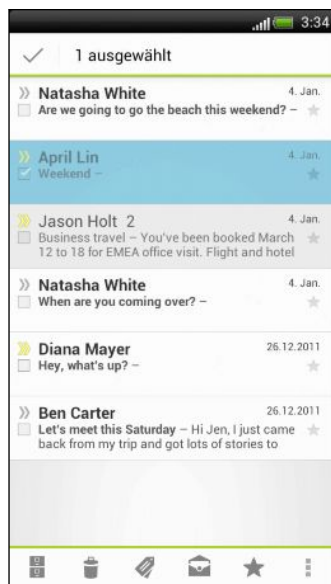 3:34
1 ausgewählt
Natasha White
4. Jan.
Are we going to go the beach this weekend? –
April Lin
4. Jan.
Weekend –
Jason Holt 2
4. Jan.
Business travel – You've been booked March
12 to 18 for EMEA office visit. Flight and hotel
Natasha White
4. Jan.
When are you coming over? –
Diana Mayer
26.12.2011
Hey, what's up? –
Ben Carter
26.12.2011
Let's meet this Saturday – Hi Jen, I just came
back from my trip and got lots of stories to